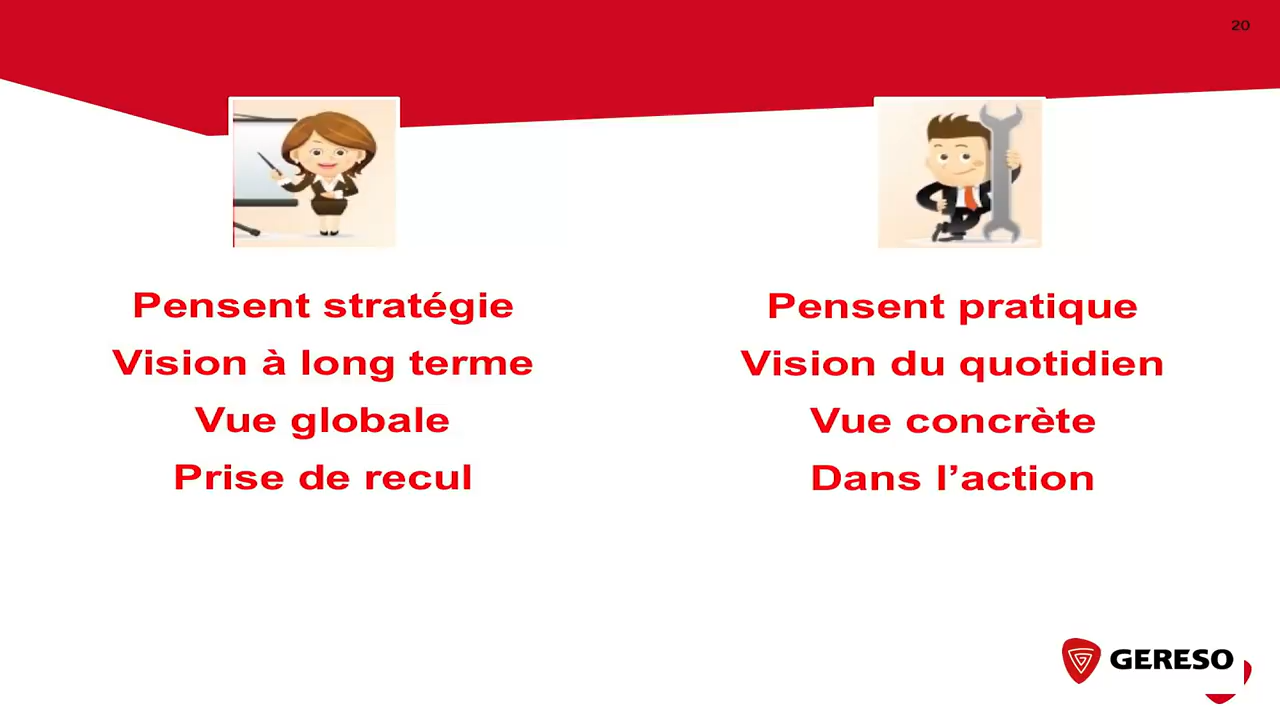 20
Pensent stratégie
Vision à long terme
Vue globale
Prise de recul
Pensent pratique
Vision du quotidien
Vue concrète
Dans l’action
GERESO